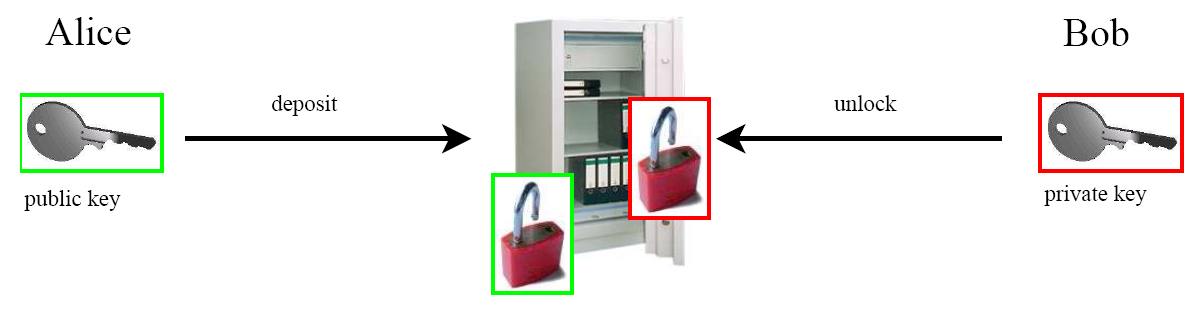 Alice
Bob
deposit
unlock
public key
private key